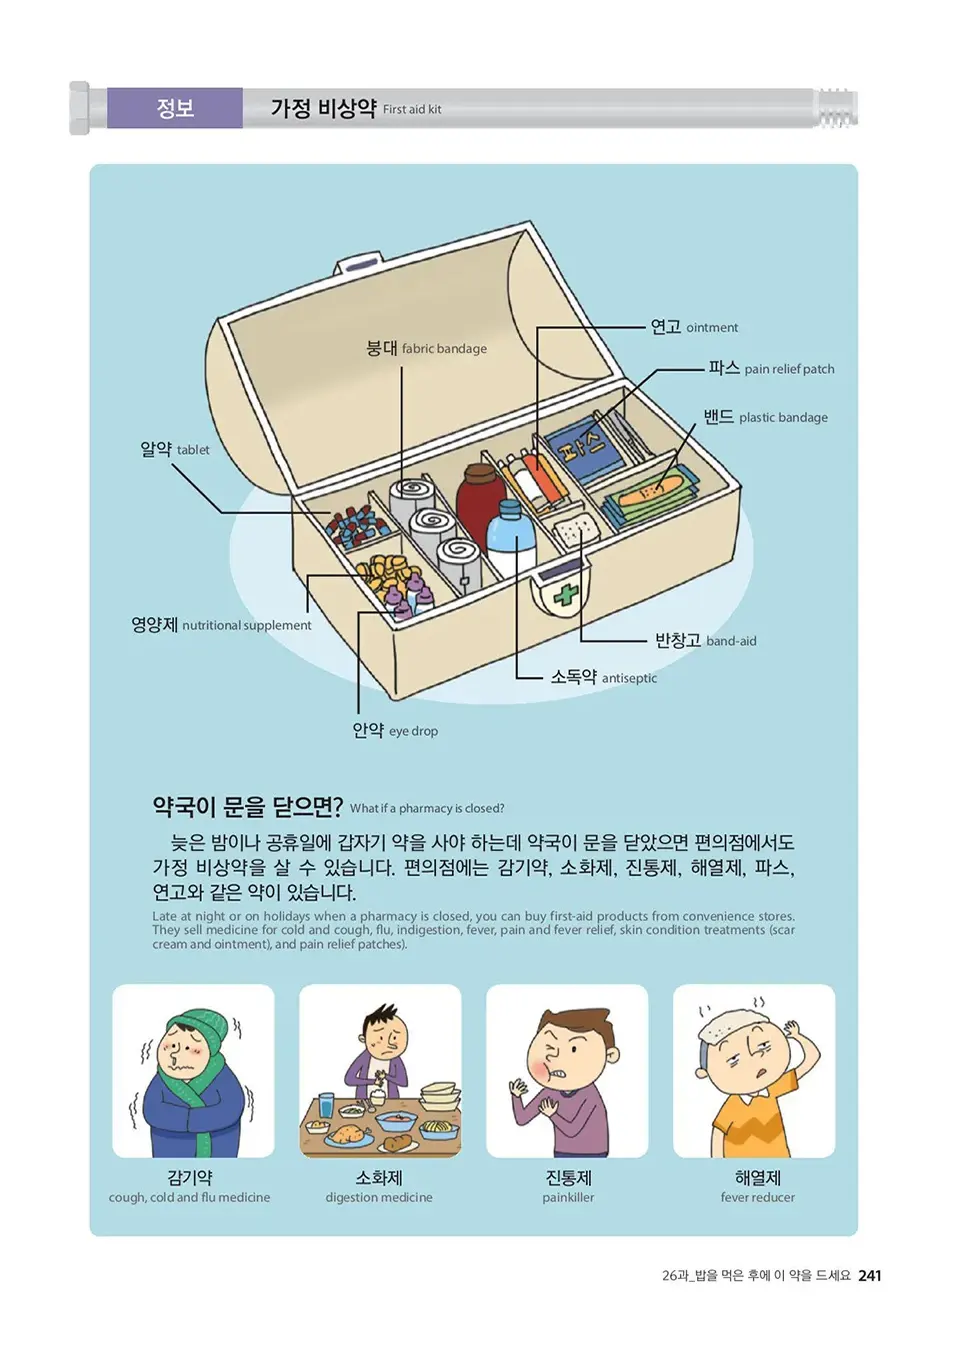 정보
가정 비상약 First aid kit
연고 ointment
붕대 fabric bandage
파스 pain relief patch
밴드 plastic bandage
알약 tablet
파스
영양제 nutritional supplement
반창고 band-aid
소독약 antiseptic
안약 eye drop
약국이 문을 닫으면? What if a pharmacy is closed?
늦은 밤이나 공휴일에 갑자기 약을 사야 하는데 약국이 문을 닫았으면 편의점에서도
가정 비상약을 살 수 있습니다. 편의점에는 감기약, 소화제, 진통제, 해열제, 파스,
연고와 같은 약이 있습니다.
Late at night or on holidays when a pharmacy is closed, you can buy first-aid products from convenience stores.
They sell medicine for cold and cough, flu, indigestion, fever, pain and fever relief, skin condition treatments (scar
cream and ointment), and pain relief patches).
감기약
cough, cold and flu medicine
소화제
digestion medicine
진통제
painkiller
해열제
fever reducer
26과_밥을 먹은 후에 이 약을 드세요 241